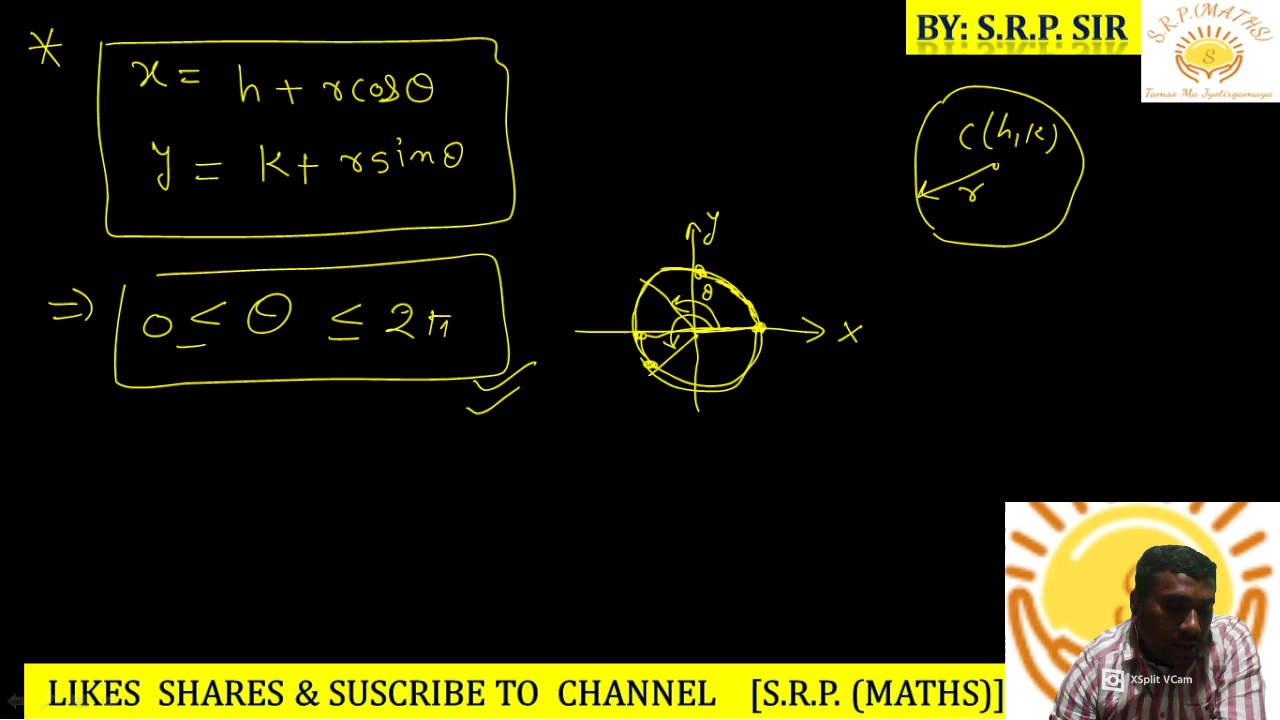 BY: S.R.P. SIR
S.R.P.(MATHS)
S
Tamso Ma Jyotirgamaya
x = h + r cos θ
y = k + r sin θ
C(h, k)
r
⇒ 0 ≤ θ ≤ 2π
y
θ
x
XSplit VCam
LIKES SHARES & SUSCRIBE TO CHANNEL [S.R.P. (MATHS)]